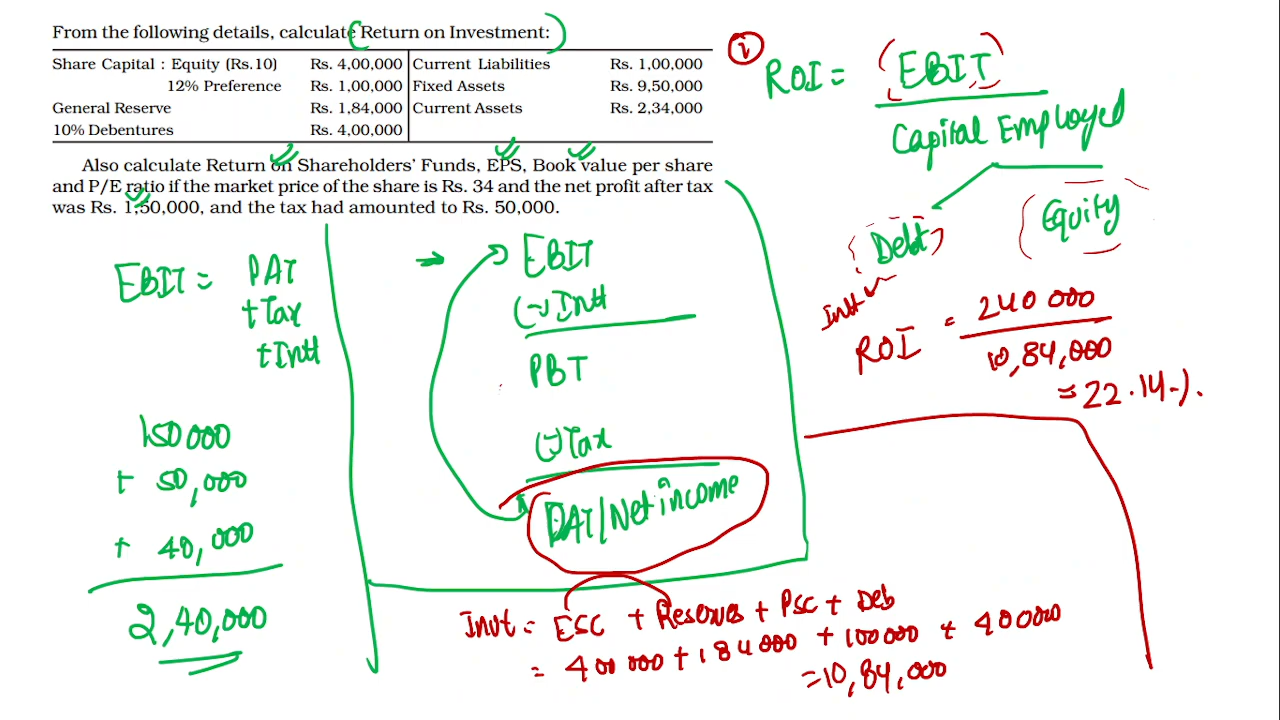 From the following details, calculate (Return on Investment:)
Share Capital : Equity (Rs.10) Rs. 4,00,000 Current Liabilities Rs. 1,00,000
12% Preference Rs. 1,00,000 Fixed Assets Rs. 9,50,000
General Reserve Rs. 1,84,000 Current Assets Rs. 2,34,000
10% Debentures Rs. 4,00,000
Also calculate Return on Shareholders' Funds, EPS, Book value per share
and P/E ratio if the market price of the share is Rs. 34 and the net profit after tax
was Rs. 1,50,000, and the tax had amounted to Rs. 50,000.
i
ROI = (EBIT)
Capital Employed
(Debt) (Equity
Intt
ROI = 240 000
10,84,000
= 22.14-).
EBIT = PAT
+ Tax
+ Intt
150000
+ 50,000
+ 40,000
2,40,000
EBIT
(-) Intt
PBT
(-) Tax
PAT/Net income
Invt = ESC + Reserves + PSC + Deb
= 400 000 + 184000 + 100000 + 400000
= 10,84,000